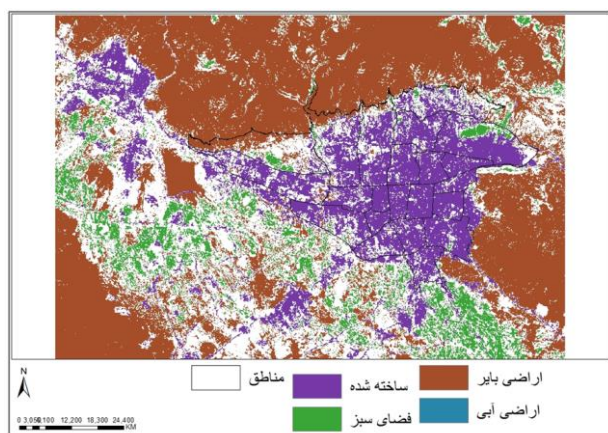 اراضی بایر
ساخته شده
مناطق
اراضی آبی
فضای سبز
N
0 3,050 6,100 12,200 18,300 24,400
KM